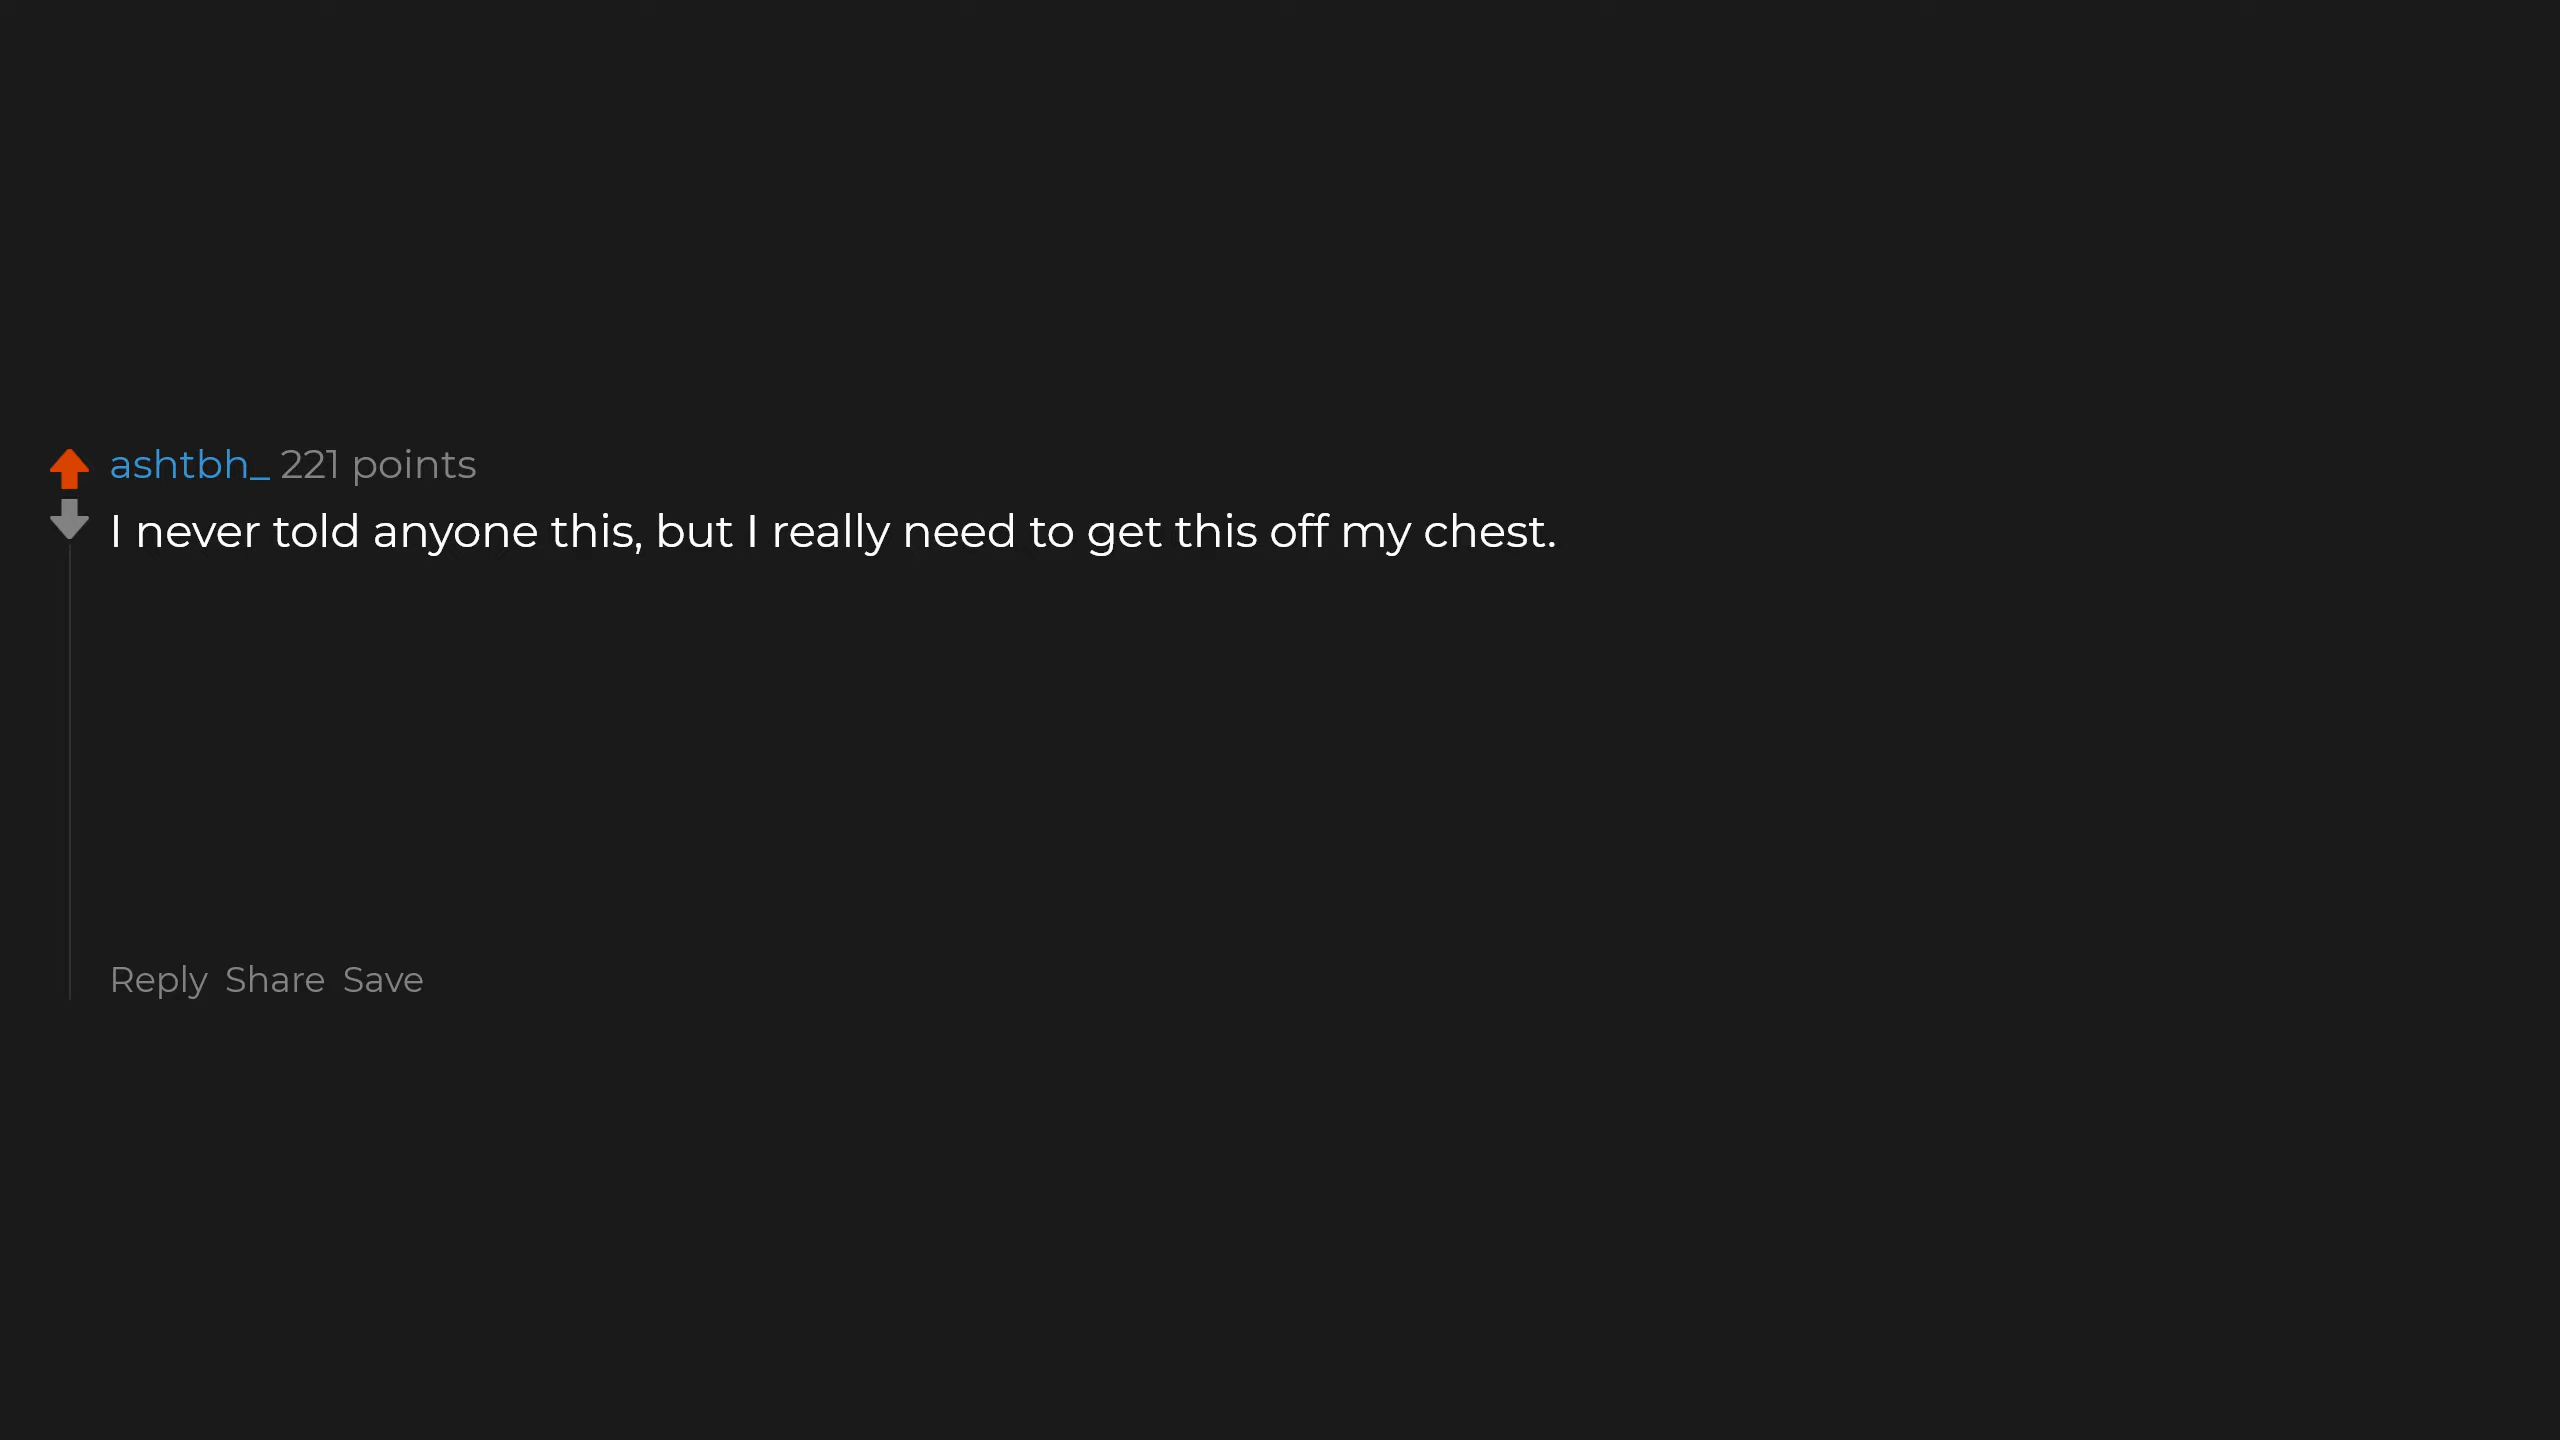 ashtbh_ 221 points
I never told anyone this, but I really need to get this off my chest.
Reply Share Save